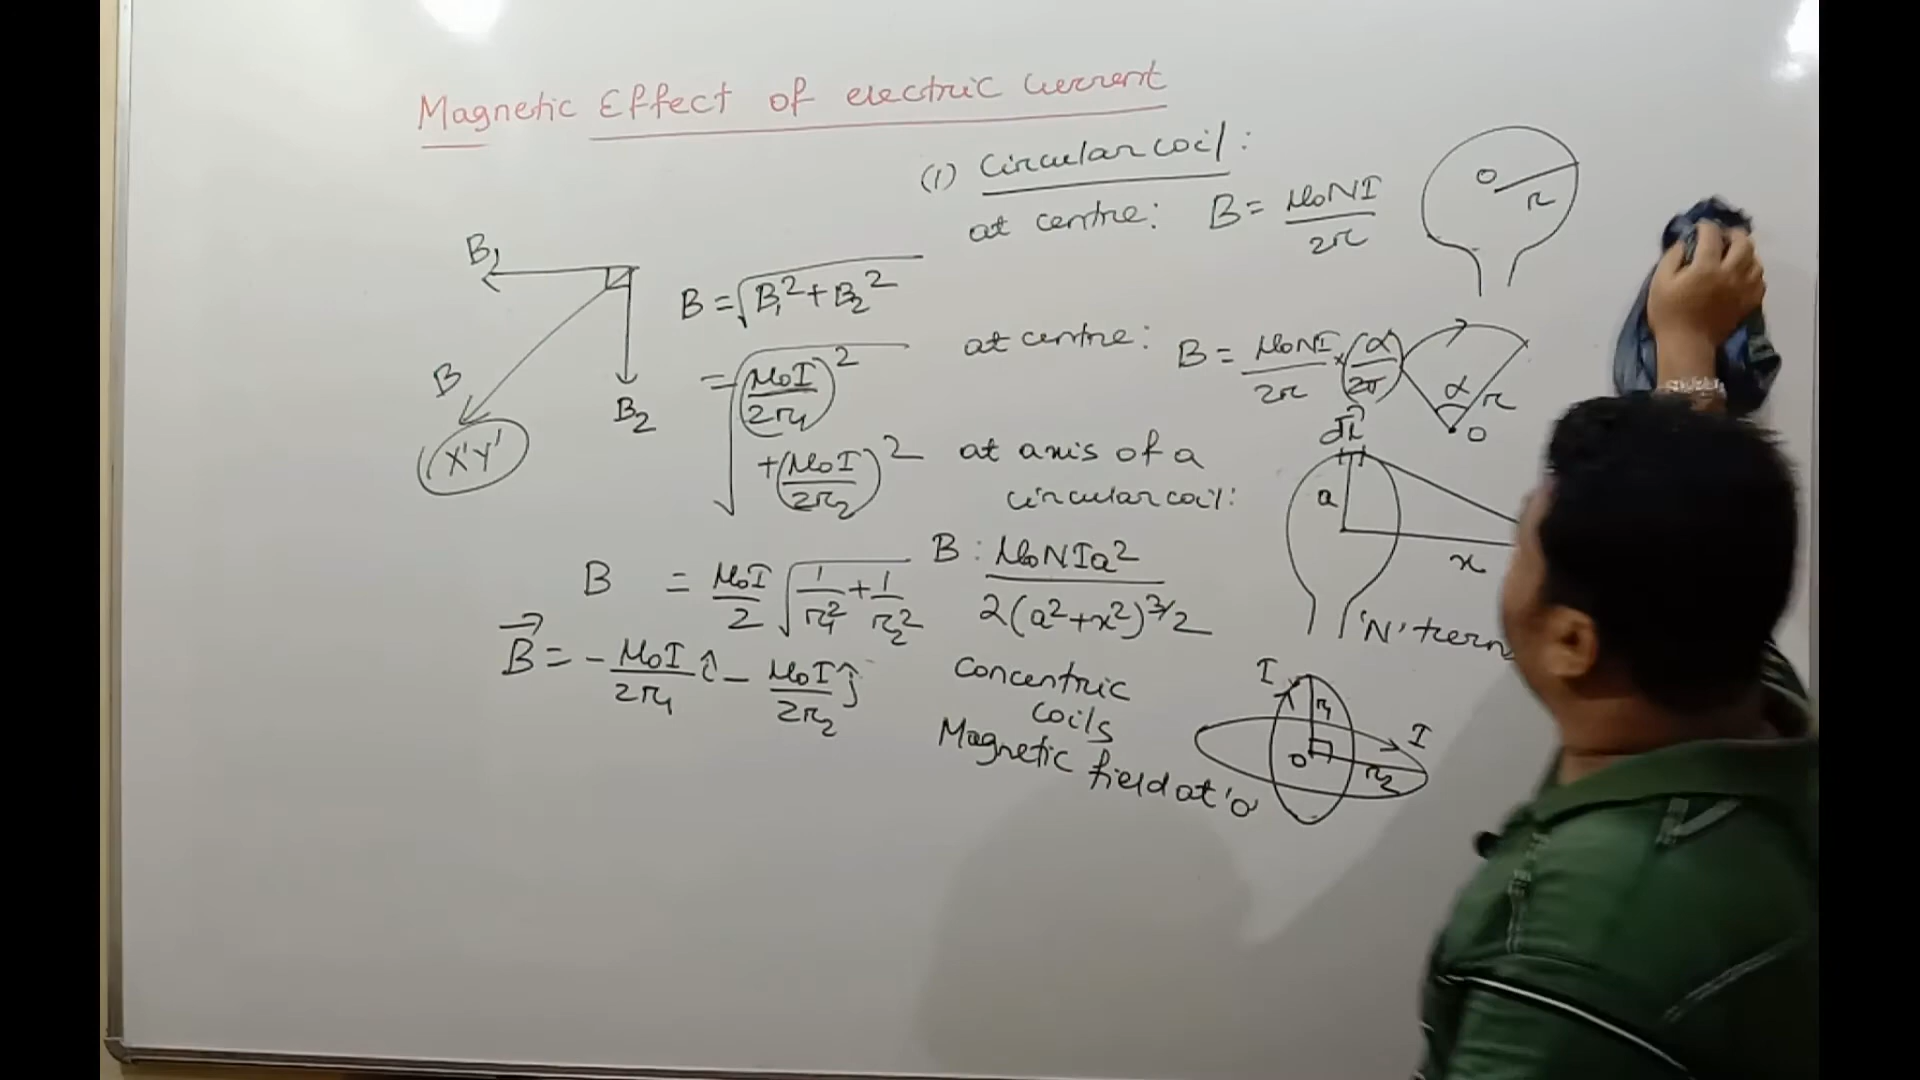 Magnetic Effect of electric current
(1) Circular coil:
at centre: B = μ₀NI/2r
O r
at centre: B = μ₀NI/2r × (α/2π)
α r O
at axis of a
circular coil:
B : μ₀NIa²/2(a²+x²)^3/2
dl a x
'N' tern
Concentric
coils
Magnetic field at 'O'
I r₁ I O r₂
B₁
B
B₂
(X'Y')
B = √(B₁² + B₂²)
= √((μ₀I/2r₁)²
+ (μ₀I/2r₂)²)
B = μ₀I/2 √(1/r₁² + 1/r₂²)
B⃗ = - μ₀I/2r₁ î - μ₀I/2r₂ ĵ